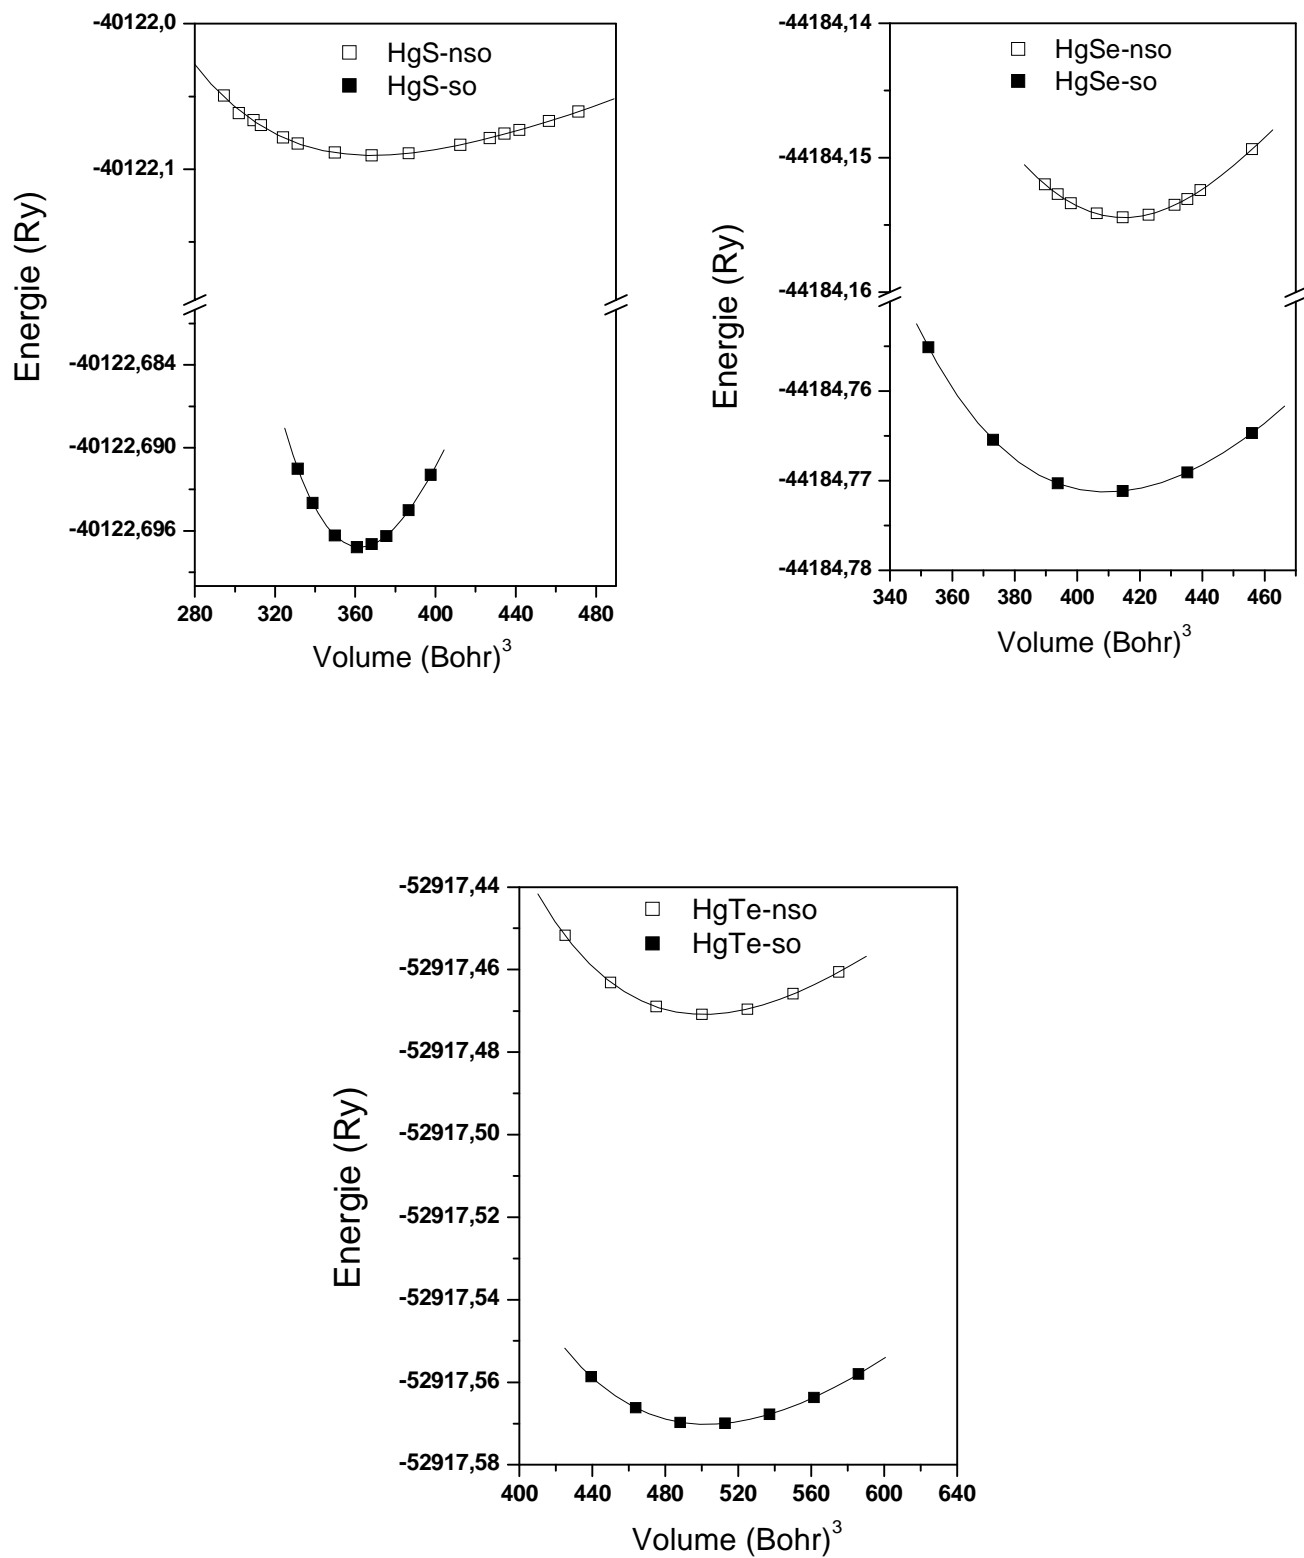 -40122,0
HgS-nso
HgS-so
-40122,1
Energie (Ry)
-40122,684
-40122,690
-40122,696
280 320 360 400 440 480
Volume (Bohr)³
-44184,14
HgSe-nso
HgSe-so
-44184,15
Energie (Ry)
-44184,16
-44184,76
-44184,77
-44184,78
340 360 380 400 420 440 460
Volume (Bohr)³
-52917,44
HgTe-nso
HgTe-so
-52917,46
-52917,48
Energie (Ry)
-52917,50
-52917,52
-52917,54
-52917,56
-52917,58
400 440 480 520 560 600 640
Volume (Bohr)³